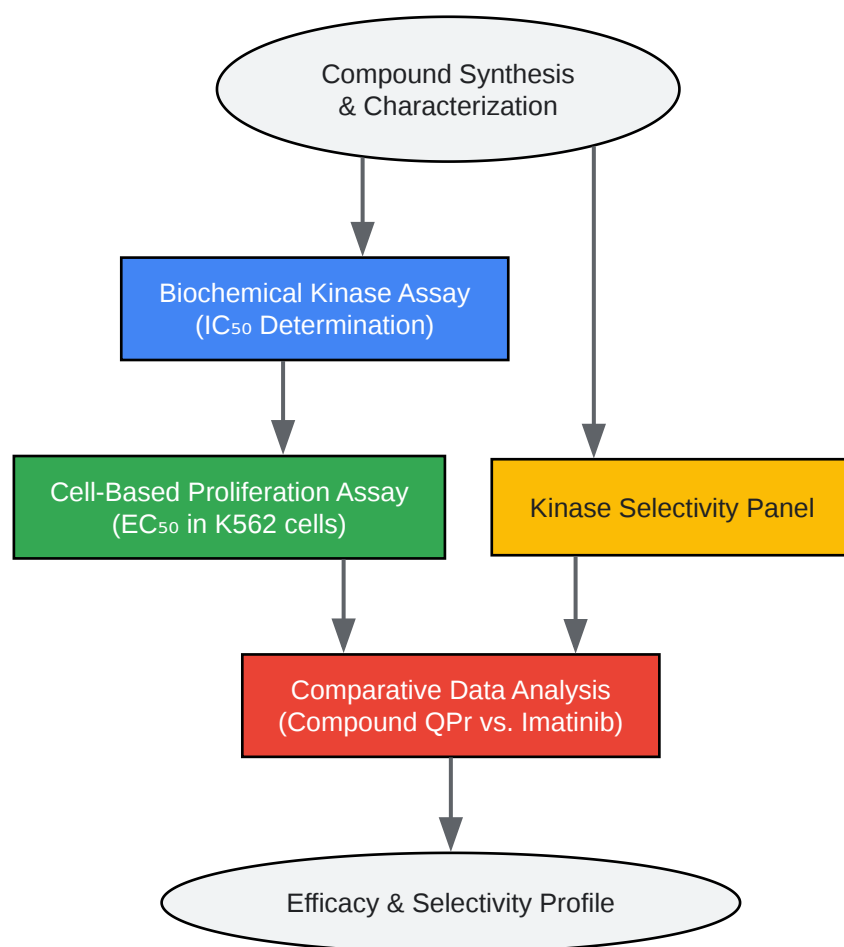 Compound Synthesis
& Characterization
Biochemical Kinase Assay
(IC₅₀ Determination)
Cell-Based Proliferation Assay
(EC₅₀ in K562 cells)
Kinase Selectivity Panel
Comparative Data Analysis
(Compound QPr vs. Imatinib)
Efficacy & Selectivity Profile